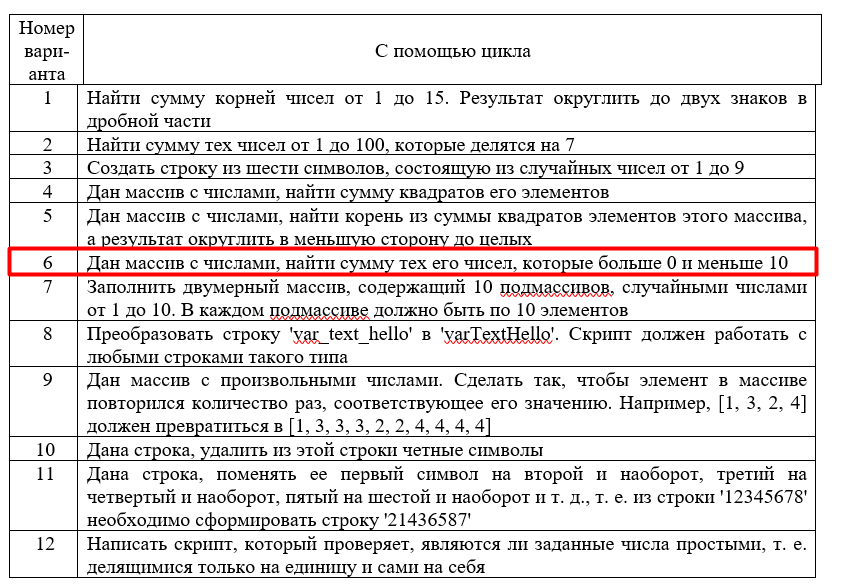 Номер
вари-
анта
С помощью цикла
1 Найти сумму корней чисел от 1 до 15. Результат округлить до двух знаков в
дробной части
2 Найти сумму тех чисел от 1 до 100, которые делятся на 7
3 Создать строку из шести символов, состоящую из случайных чисел от 1 до 9
4 Дан массив с числами, найти сумму квадратов его элементов
5 Дан массив с числами, найти корень из суммы квадратов элементов этого массива,
а результат округлить в меньшую сторону до целых
6 Дан массив с числами, найти сумму тех его чисел, которые больше 0 и меньше 10
7 Заполнить двумерный массив, содержащий 10 подмассивов, случайными числами
от 1 до 10. В каждом подмассиве должно быть по 10 элементов
8 Преобразовать строку 'var_text_hello' в 'varTextHello'. Скрипт должен работать с
любыми строками такого типа
9 Дан массив с произвольными числами. Сделать так, чтобы элемент в массиве
повторился количество раз, соответствующее его значению. Например, [1, 3, 2, 4]
должен превратиться в [1, 3, 3, 3, 2, 2, 4, 4, 4, 4]
10 Дана строка, удалить из этой строки четные символы
11 Дана строка, поменять ее первый символ на второй и наоборот, третий на
четвертый и наоборот, пятый на шестой и наоборот и т. д., т. е. из строки '12345678'
необходимо сформировать строку '21436587'
12 Написать скрипт, который проверяет, являются ли заданные числа простыми, т. е.
делящимися только на единицу и сами на себя